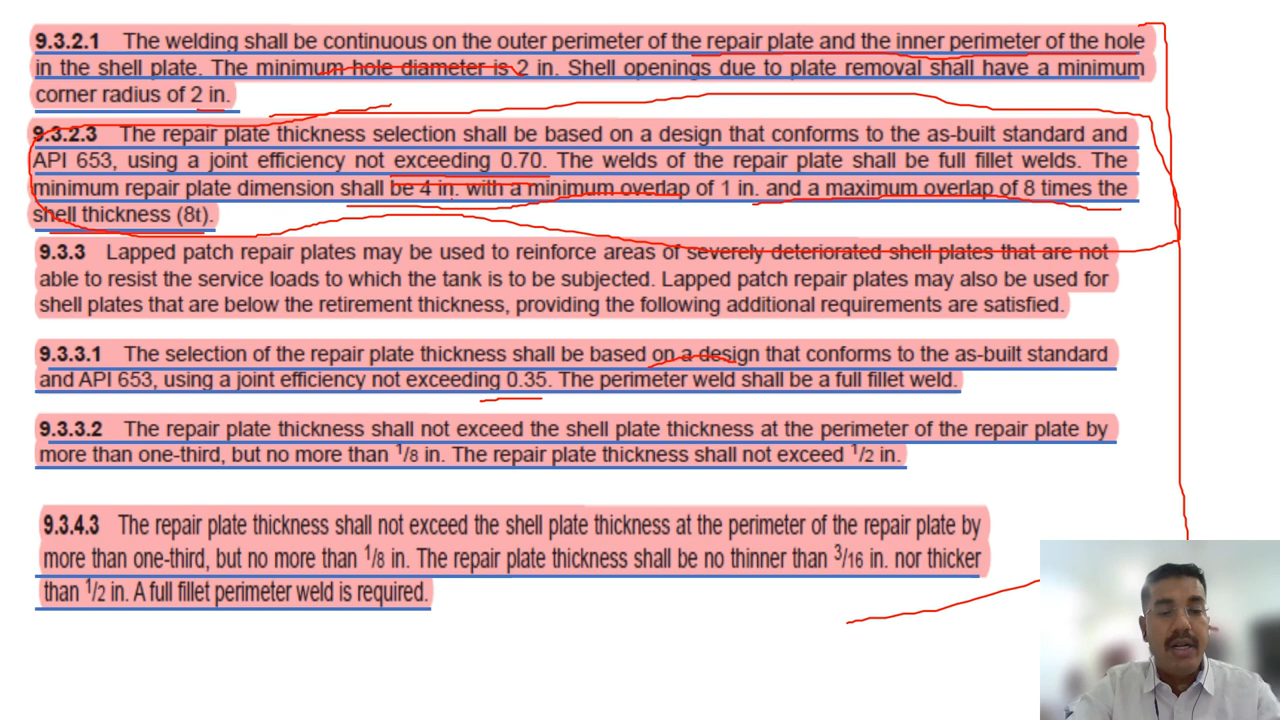 9.3.2.1 The welding shall be continuous on the outer perimeter of the repair plate and the inner perimeter of the hole
in the shell plate. The minimum hole diameter is 2 in. Shell openings due to plate removal shall have a minimum
corner radius of 2 in.
9.3.2.3 The repair plate thickness selection shall be based on a design that conforms to the as-built standard and
API 653, using a joint efficiency not exceeding 0.70. The welds of the repair plate shall be full fillet welds. The
minimum repair plate dimension shall be 4 in. with a minimum overlap of 1 in. and a maximum overlap of 8 times the
shell thickness (8t).
9.3.3 Lapped patch repair plates may be used to reinforce areas of severely deteriorated shell plates that are not
able to resist the service loads to which the tank is to be subjected. Lapped patch repair plates may also be used for
shell plates that are below the retirement thickness, providing the following additional requirements are satisfied.
9.3.3.1 The selection of the repair plate thickness shall be based on a design that conforms to the as-built standard
and API 653, using a joint efficiency not exceeding 0.35. The perimeter weld shall be a full fillet weld.
9.3.3.2 The repair plate thickness shall not exceed the shell plate thickness at the perimeter of the repair plate by
more than one-third, but no more than 1/8 in. The repair plate thickness shall not exceed 1/2 in.
9.3.4.3 The repair plate thickness shall not exceed the shell plate thickness at the perimeter of the repair plate by
more than one-third, but no more than 1/8 in. The repair plate thickness shall be no thinner than 3/16 in. nor thicker
than 1/2 in. A full fillet perimeter weld is required.